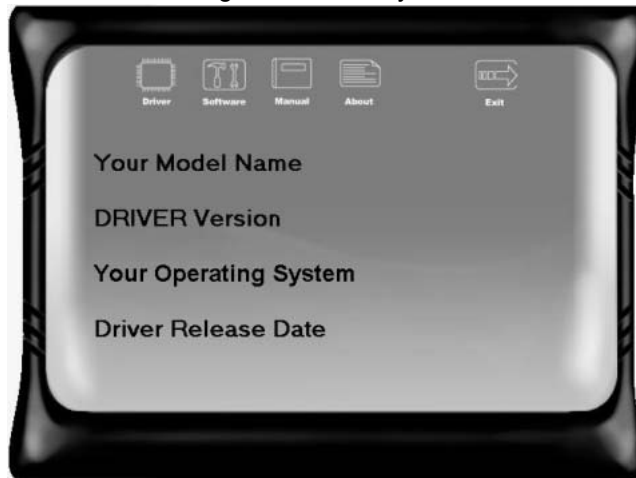 Driver Software Manual About Exit
Your Model Name
DRIVER Version
Your Operating System
Driver Release Date